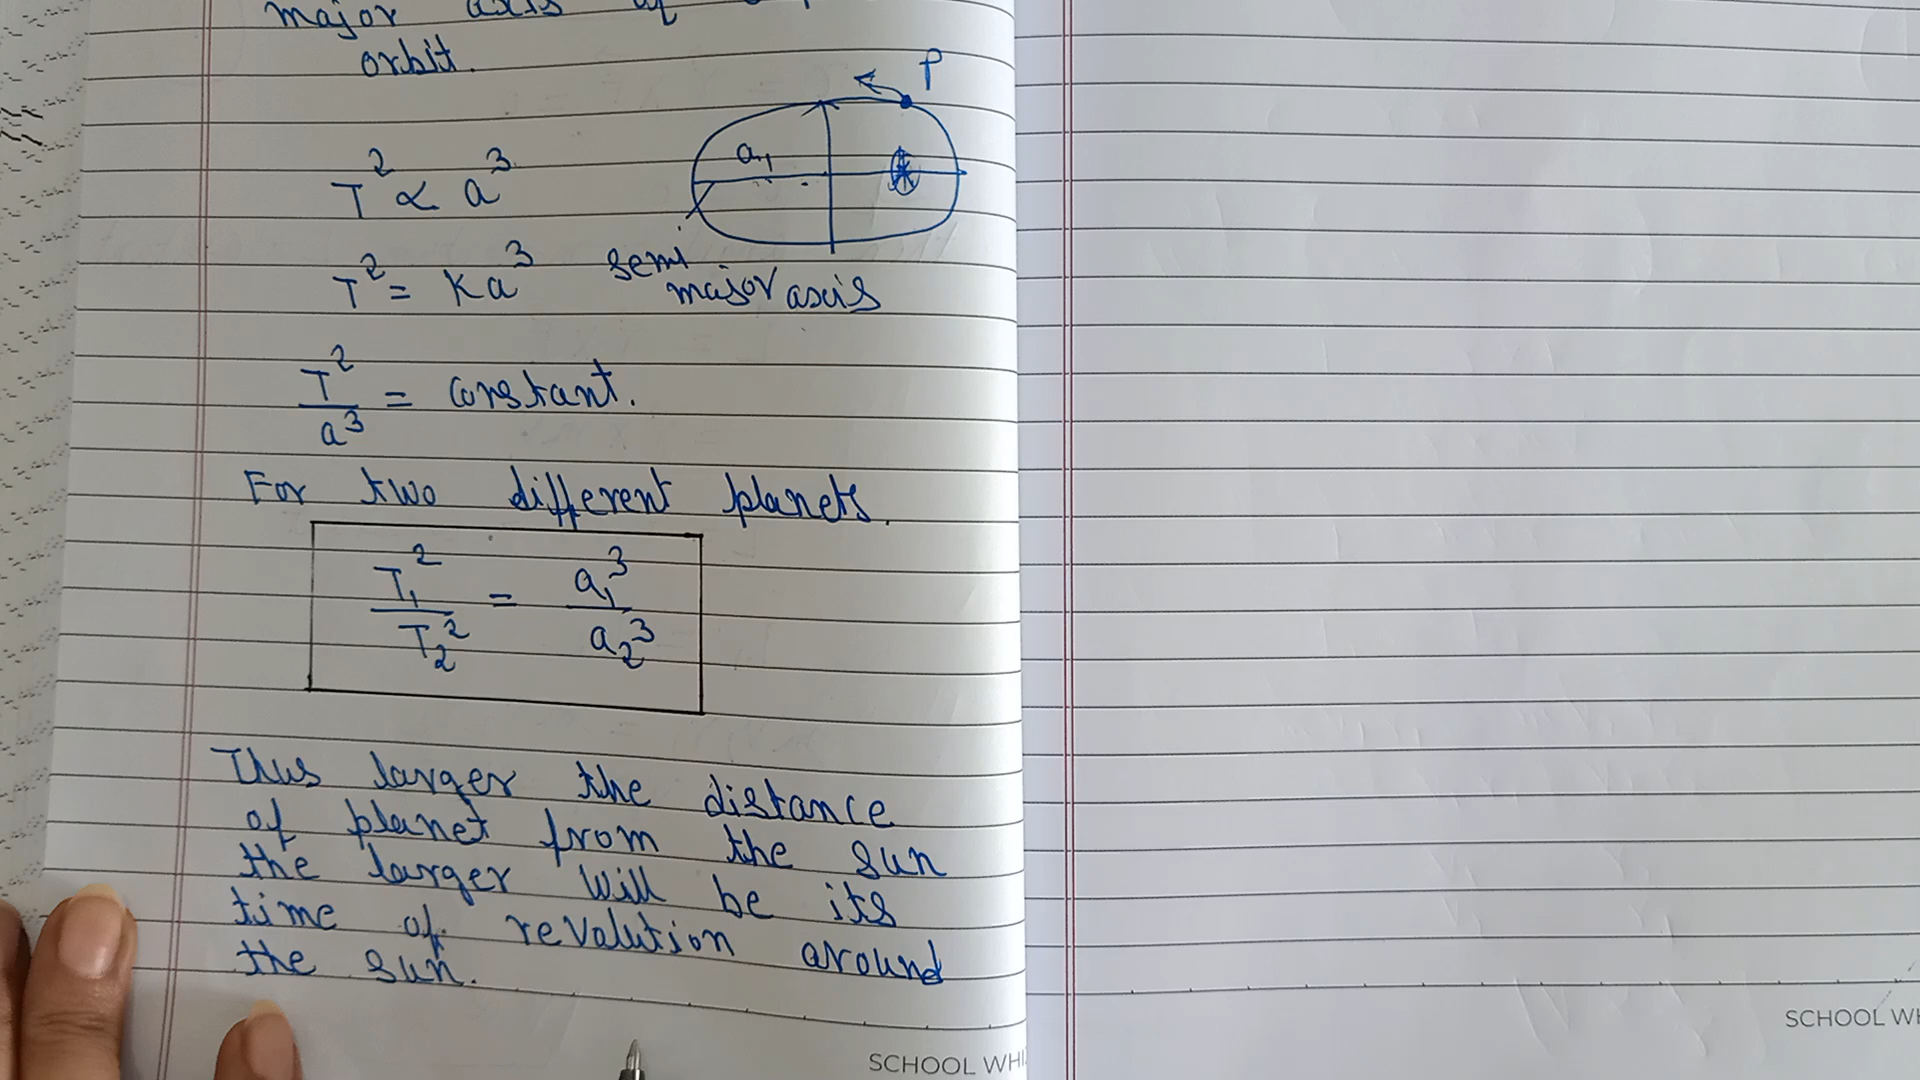 major axis of
orbit.
P
a₁
T² ∝ a³
T² = Ka³
semi
major axis
T²/a³ = constant.
For two different planets.
T₁²/T₂² = a₁³/a₂³
Thus larger the distance
of planet from the sun
the larger will be its
time of revolution around
the sun.
SCHOOL
SCHOOL